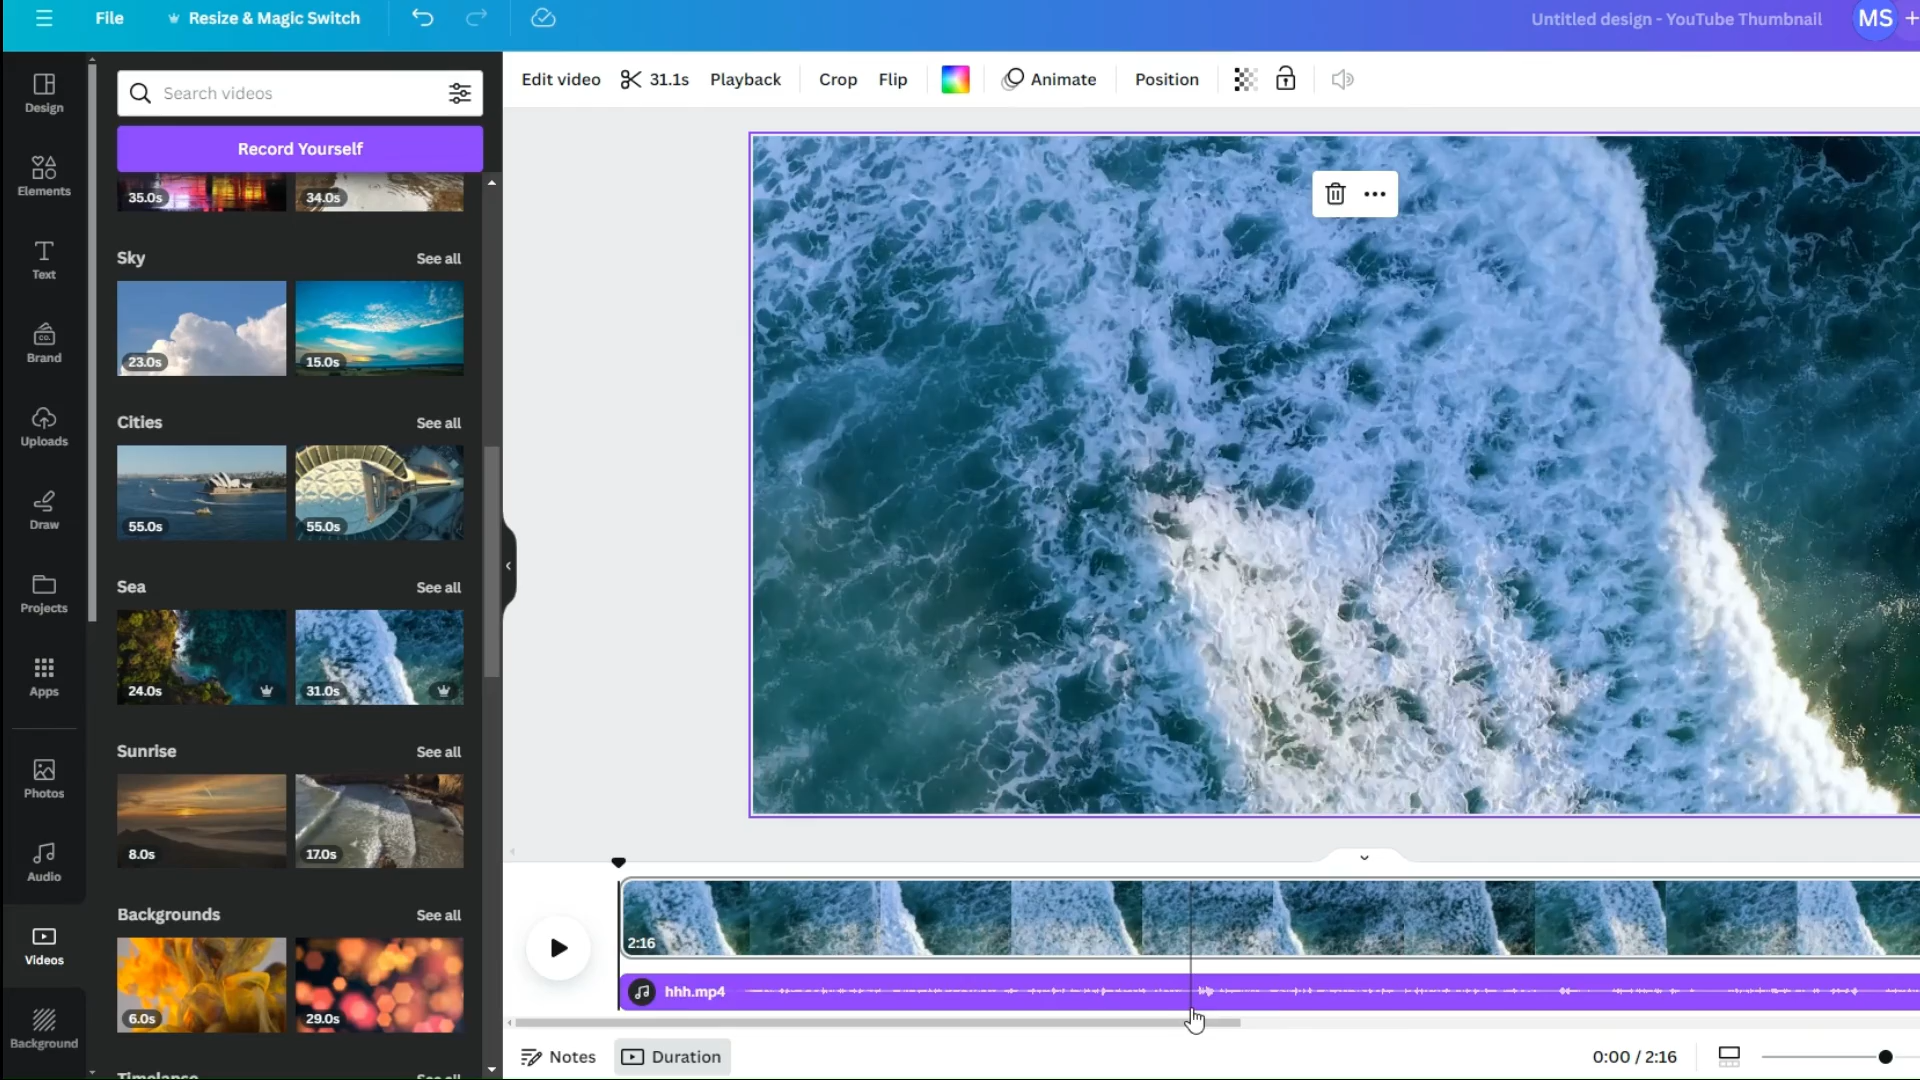 File
Resize & Magic Switch
Untitled design - YouTube Thumbnail
MS
Design
Elements
Text
Brand
Uploads
Draw
Projects
Apps
Photos
Audio
Videos
Background
Search videos
Record Yourself
35.0s
34.0s
Sky
See all
23.0s
15.0s
Cities
See all
55.0s
55.0s
Sea
See all
24.0s
31.0s
Sunrise
See all
8.0s
17.0s
Backgrounds
See all
6.0s
29.0s
Timelapse
See all
Edit video
31.1s
Playback
Crop
Flip
Animate
Position
2:16
hhh.mp4
Notes
Duration
0:00 / 2:16